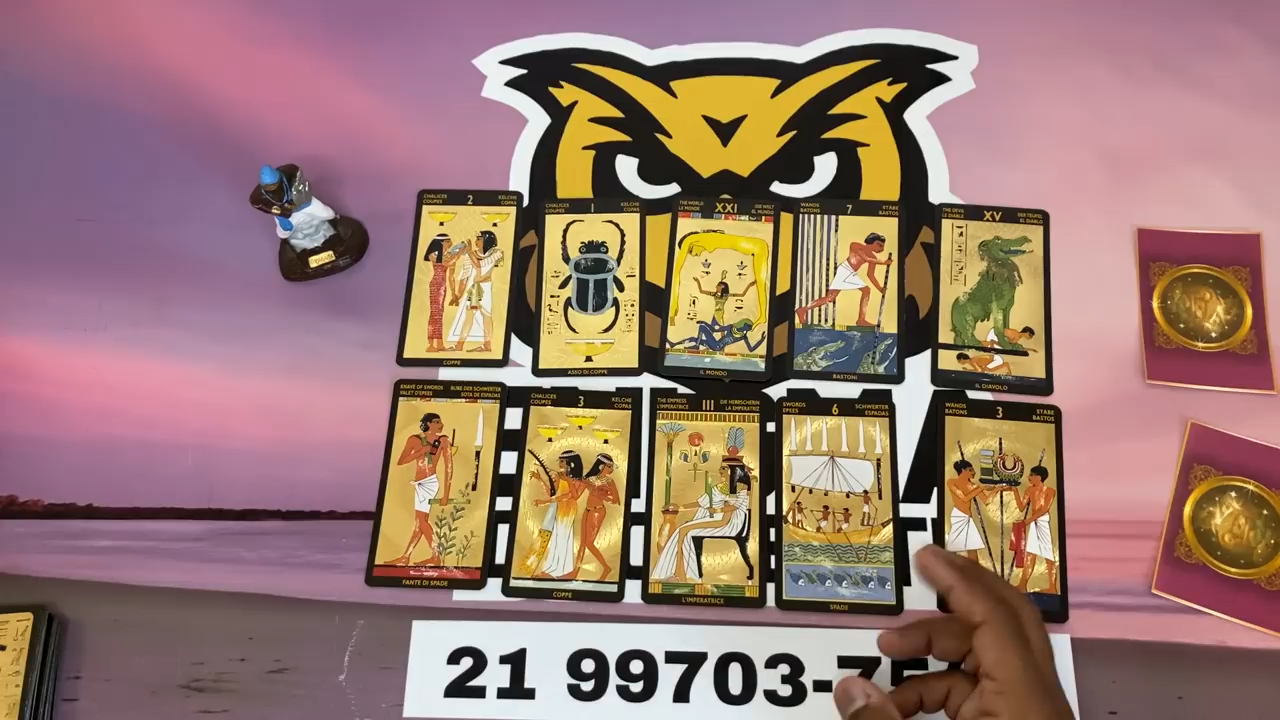 CHALICES COUPES 2 KELCHE COPAS
COPPE
CHALICES COUPES 1 KELCHE COPAS
ASSO DI COPPE
THE WORLD LE MONDE XXI DIE WELT EL MUNDO
IL MONDO
WANDS BATONS 7 STÄBE BASTOS
BASTONI
THE DEVIL LE DIABLE XV DER TEUFEL EL DIABLO
IL DIAVOLO
KNAVE OF SWORDS VALET D'EPEES BUBE DER SCHWERTER SOTA DE ESPADAS
FANTE DI SPADE
CHALICES COUPES 3 KELCHE COPAS
COPPE
THE EMPRESS L'IMPERATRICE III DIE HERRSCHERIN LA EMPERATRIZ
L'IMPERATRICE
SWORDS EPEES 6 SCHWERTER ESPADAS
SPADE
WANDS BATONS 3 STÄBE BASTOS
21 99703-75